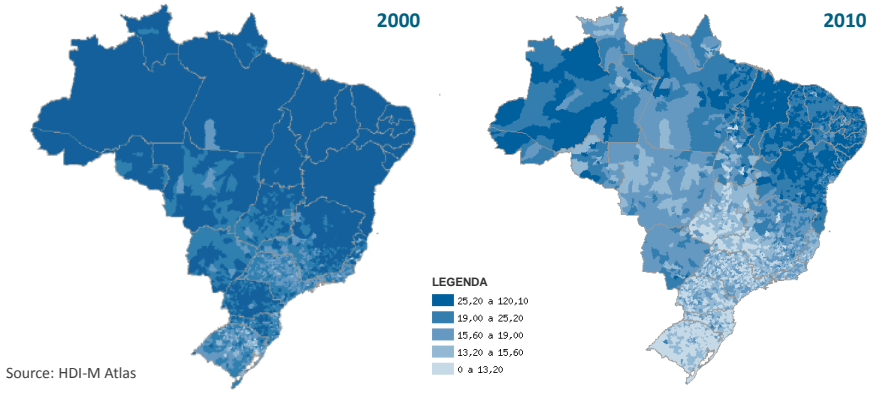 2000
2010
LEGENDA
25,20 a 120,10
19,00 a 25,20
15,60 a 19,00
13,20 a 15,60
0 a 13,20
Source: HDI-M Atlas